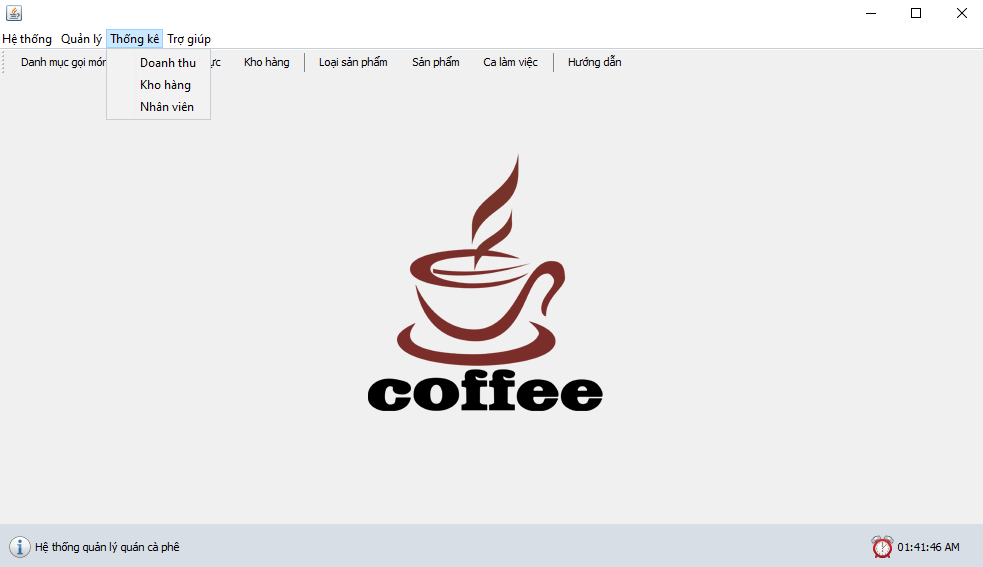 Hệ thống Quản lý Thống kê Trợ giúp
Danh mục gọi Kho hàng Loại sản phẩm Sản phẩm Ca làm việc Hướng dẫn
Doanh thu
Kho hàng
Nhân viên
coffee
Hệ thống quản lý quán cà phê 01:41:46 AM